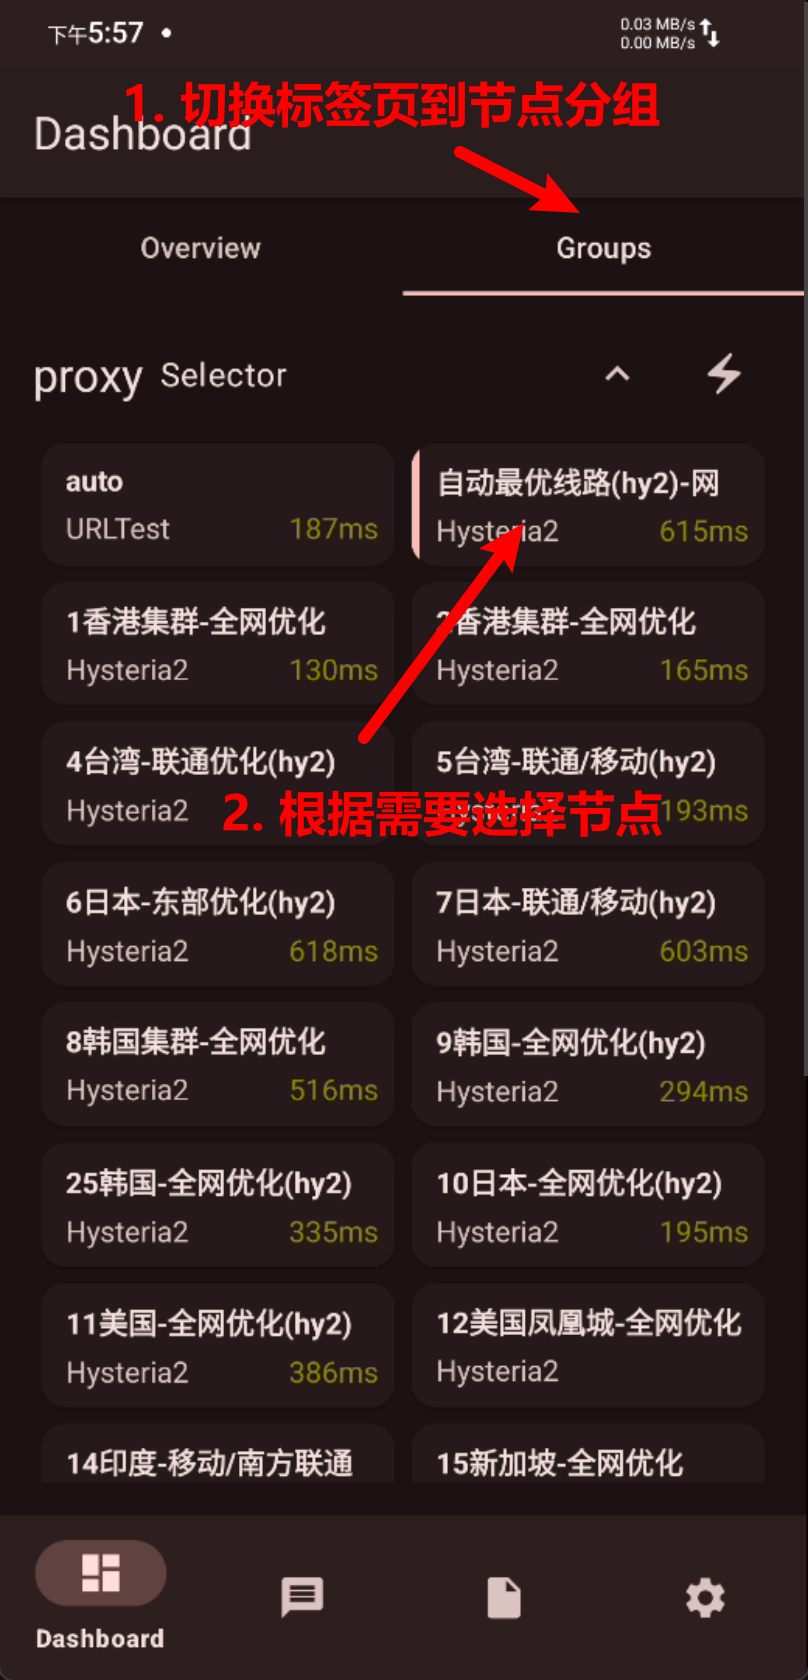 下午5:57
0.03 MB/s
0.00 MB/s
1. 切换标签页到节点分组
Dashboard
Overview Groups
proxy Selector
auto
URLTest 187ms
自动最优线路(hy2)-网
Hysteria2 615ms
1香港集群-全网优化
Hysteria2 130ms
2香港集群-全网优化
Hysteria2 165ms
4台湾-联通优化(hy2)
Hysteria2
5台湾-联通/移动(hy2)
Hysteria2 193ms
2. 根据需要选择节点
6日本-东部优化(hy2)
Hysteria2 618ms
7日本-联通/移动(hy2)
Hysteria2 603ms
8韩国集群-全网优化
Hysteria2 516ms
9韩国-全网优化(hy2)
Hysteria2 294ms
25韩国-全网优化(hy2)
Hysteria2 335ms
10日本-全网优化(hy2)
Hysteria2 195ms
11美国-全网优化(hy2)
Hysteria2 386ms
12美国凤凰城-全网优化
Hysteria2
14印度-移动/南方联通
15新加坡-全网优化
Dashboard